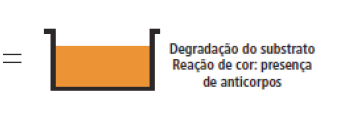 =
Degradação do substrato
Reação de cor: presença
de anticorpos